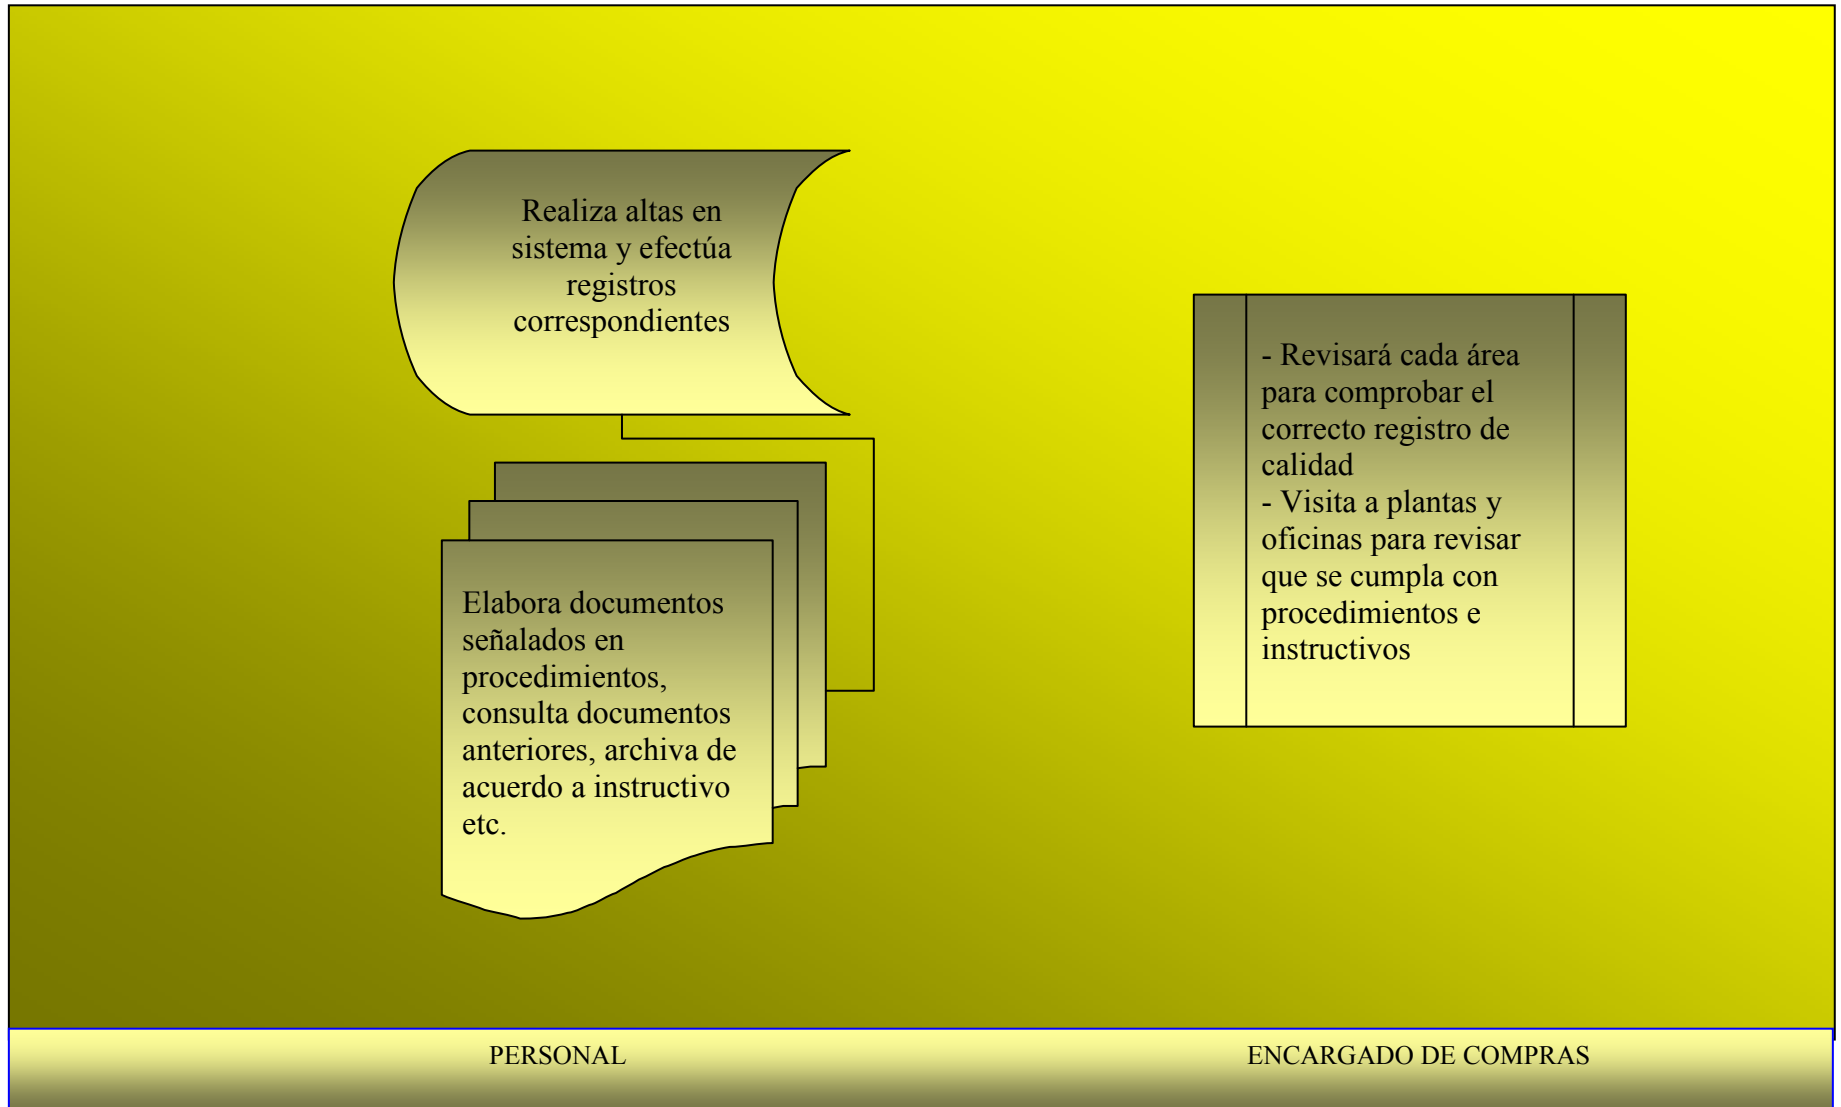 Realiza altas en
sistema y efectúa
registros
correspondientes
Elabora documentos
señalados en
procedimientos,
consulta documentos
anteriores, archiva de
acuerdo a instructivo
etc.
- Revisará cada área
para comprobar el
correcto registro de
calidad
- Visita a plantas y
oficinas para revisar
que se cumpla con
procedimientos e
instructivos
PERSONAL
ENCARGADO DE COMPRAS